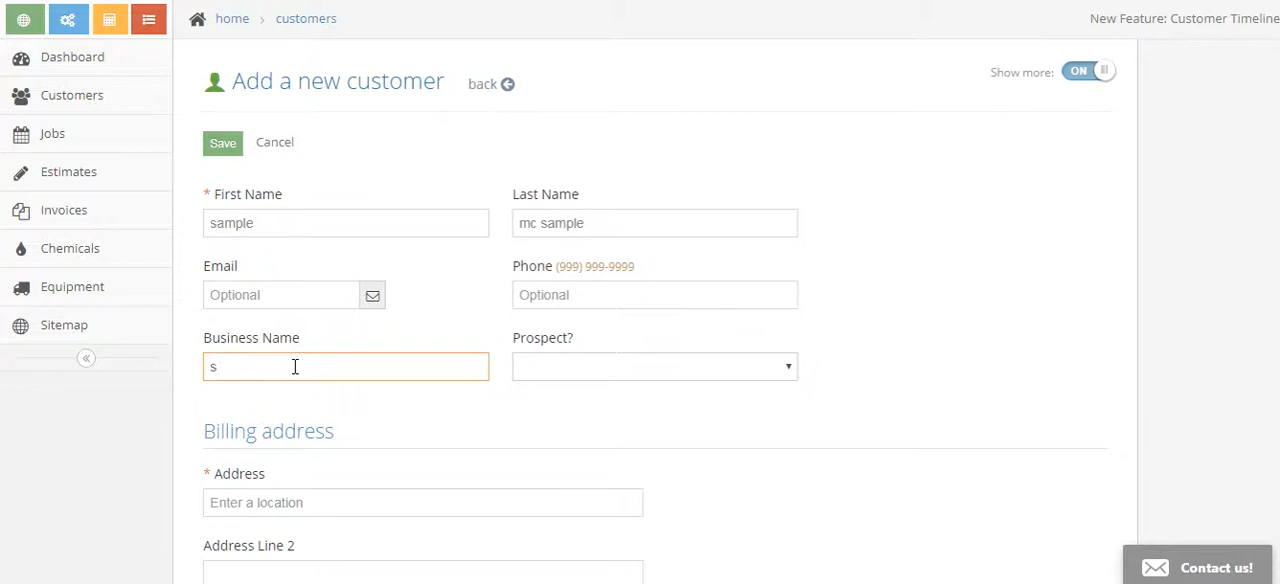 home > customers
New Feature: Customer Timeline
Dashboard
Customers
Jobs
Estimates
Invoices
Chemicals
Equipment
Sitemap
Add a new customer back
Show more: ON
Save Cancel
* First Name Last Name
sample mc sample
Email Phone (999) 999-9999
Optional Optional
Business Name Prospect?
s
Billing address
* Address
Enter a location
Address Line 2
Contact us!